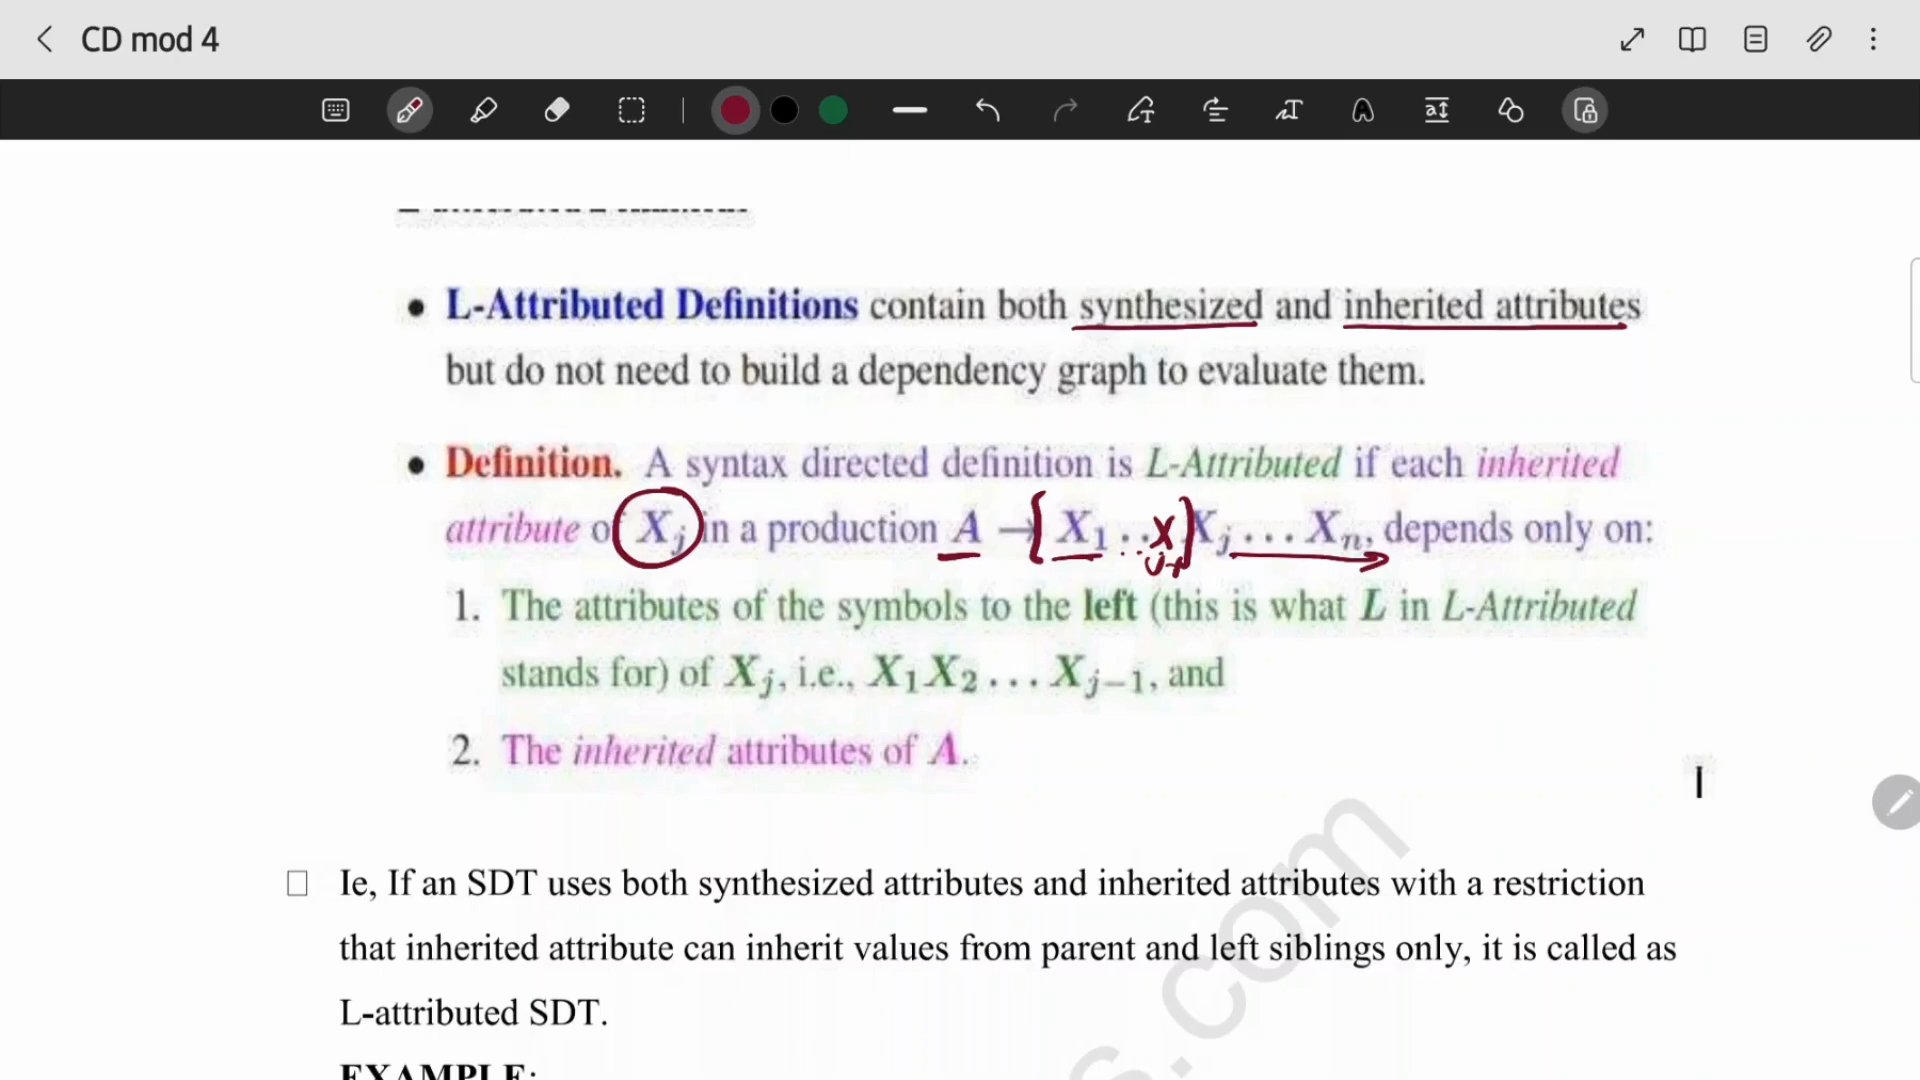 CD mod 4
• L-Attributed Definitions contain both synthesized and inherited attributes
but do not need to build a dependency graph to evaluate them.
• Definition. A syntax directed definition is L-Attributed if each inherited
attribute of Xj in a production A → X1 .. X j-1 Xj ... Xn, depends only on:
1. The attributes of the symbols to the left (this is what L in L-Attributed
stands for) of Xj, i.e., X1X2 ... Xj−1, and
2. The inherited attributes of A.
□ Ie, If an SDT uses both synthesized attributes and inherited attributes with a restriction
that inherited attribute can inherit values from parent and left siblings only, it is called as
L-attributed SDT.
EXAMPLE:
s.com